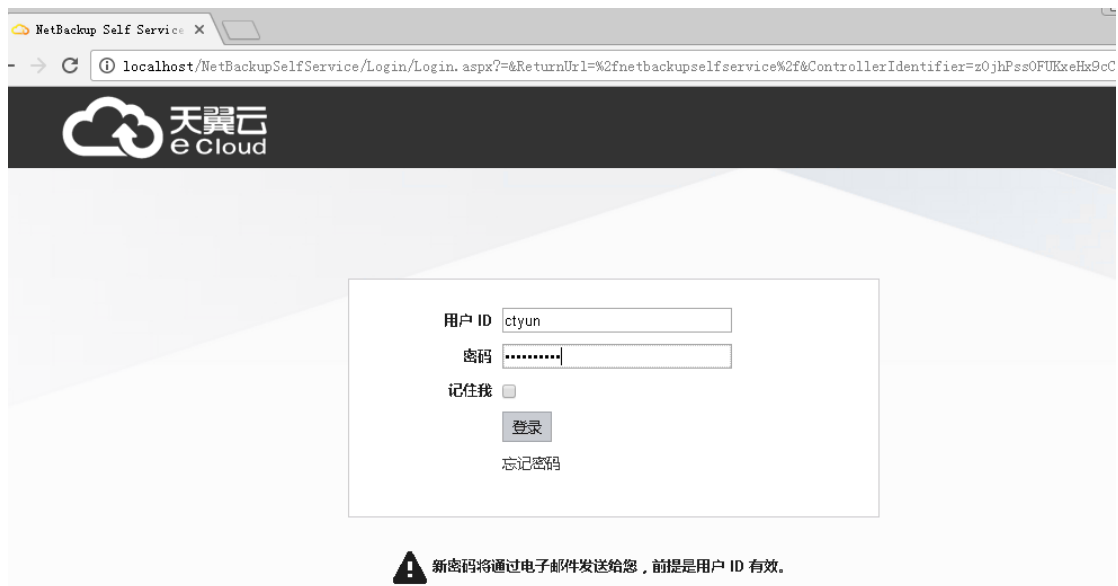 NetBackup Self Service
localhost/NetBackupSelfService/Login/Login.aspx?=&ReturnUrl=%2fnetbackupselfservice%2f&ControllerIdentifier=z0jhPss0FUKxeHx9cC
天翼云
e Cloud
用户 ID ctyun
密码 ••••••••••
记住我
登录
忘记密码
新密码将通过电子邮件发送给您，前提是用户 ID 有效。